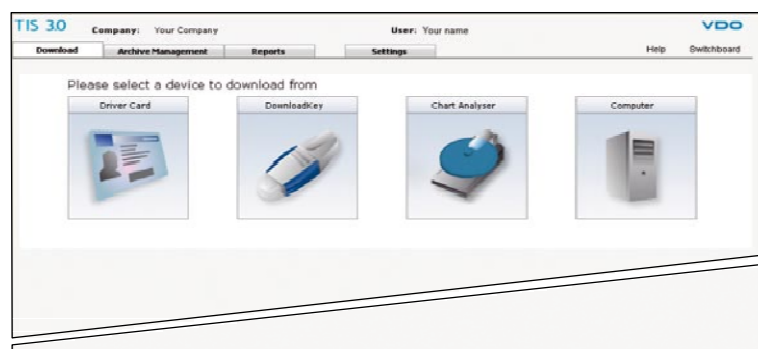 TIS 3.0 Company: Your Company User: Your name VDO
Download Archive Management Reports Settings Help Switchboard
Please select a device to download from
Driver Card DownloadKey Chart Analyser Computer